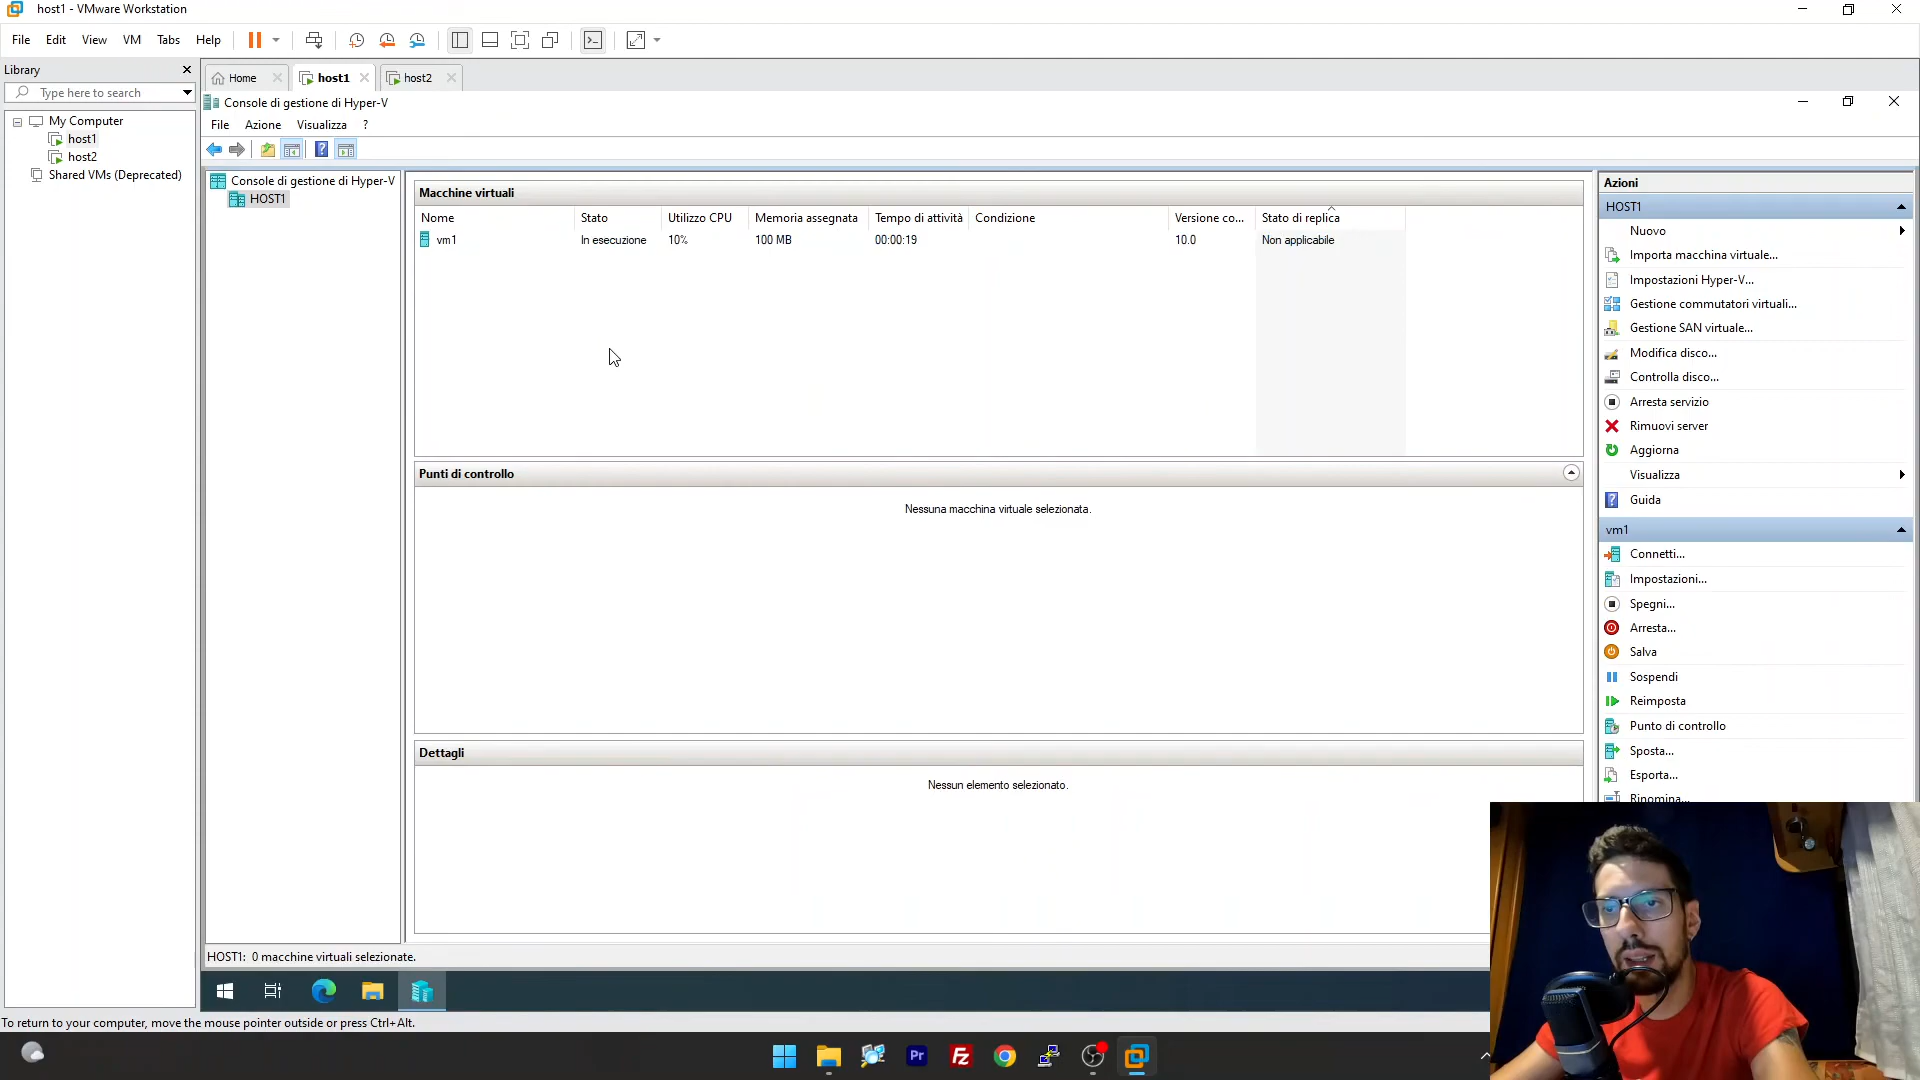 host1 - VMware Workstation
File Edit View VM Tabs Help
Library
Type here to search
My Computer
host1
host2
Shared VMs (Deprecated)
Home host1 host2
Console di gestione di Hyper-V
File Azione Visualizza ?
Console di gestione di Hyper-V
HOST1
Macchine virtuali
Nome Stato Utilizzo CPU Memoria assegnata Tempo di attività Condizione Versione co... Stato di replica
vm1 In esecuzione 10% 100 MB 00:00:19 10.0 Non applicabile
Punti di controllo
Nessuna macchina virtuale selezionata.
Dettagli
Nessun elemento selezionato.
Azioni
HOST1
Nuovo
Importa macchina virtuale...
Impostazioni Hyper-V...
Gestione commutatori virtuali...
Gestione SAN virtuale...
Modifica disco...
Controlla disco...
Arresta servizio
Rimuovi server
Aggiorna
Visualizza
Guida
vm1
Connetti...
Impostazioni...
Spegni...
Arresta...
Salva
Sospendi
Reimposta
Punto di controllo
Sposta...
Esporta...
Rinomina...
HOST1: 0 macchine virtuali selezionate.
To return to your computer, move the mouse pointer outside or press Ctrl+Alt.
Pr
Fz